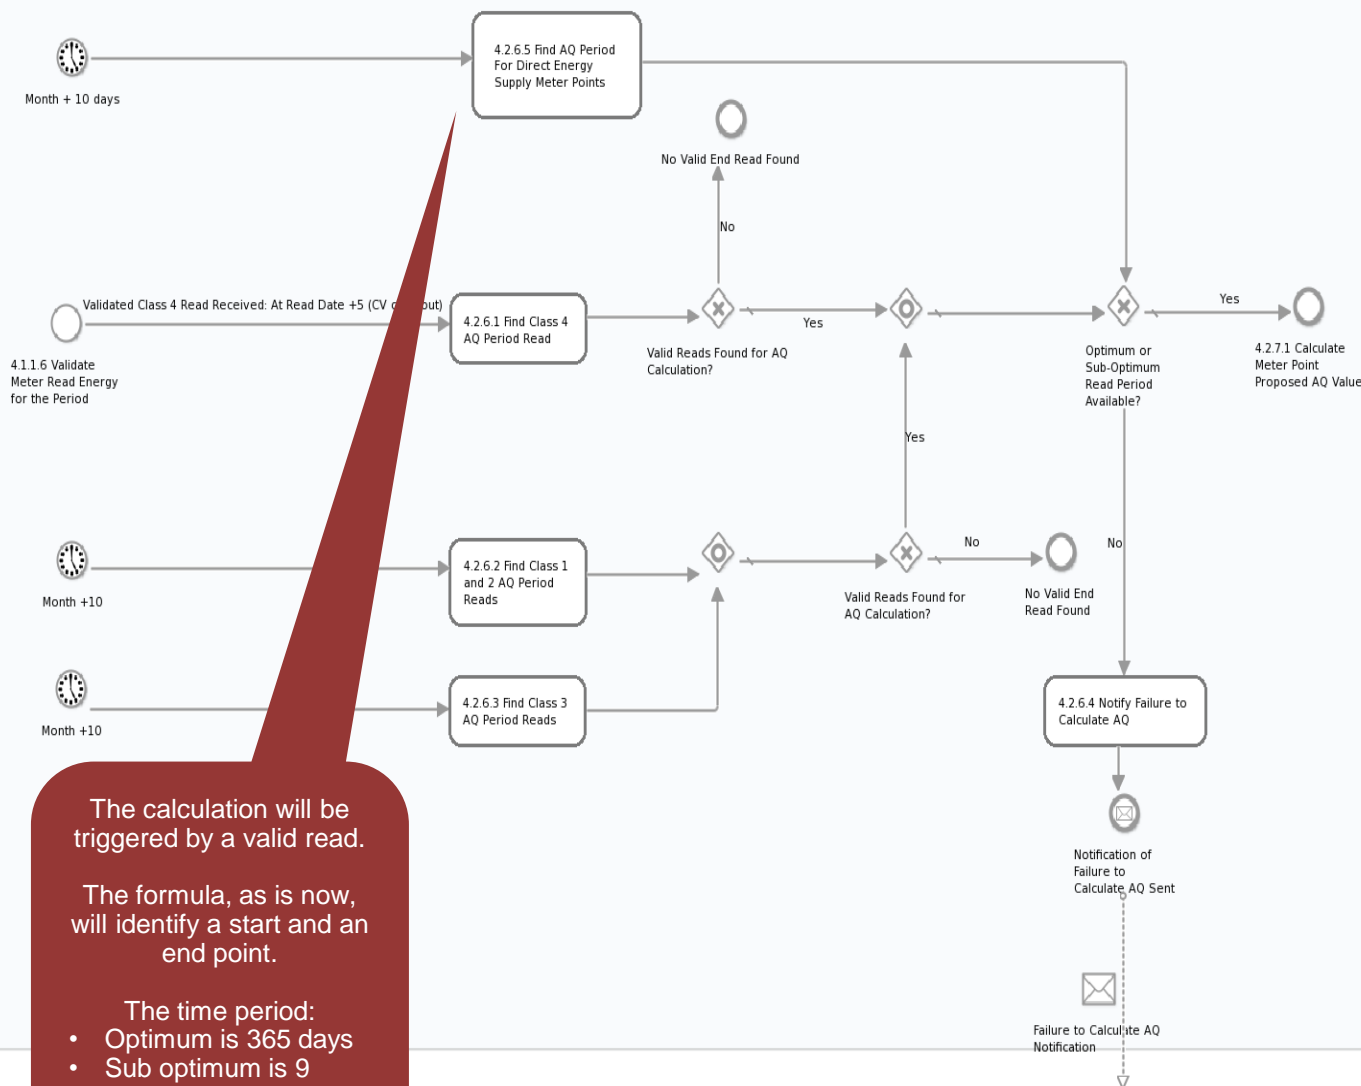 4.2.6.5 Find AQ Period
For Direct Energy
Supply Meter Points
Month + 10 days
No Valid End Read Found
No
Validated Class 4 Read Received: At Read Date +5 (CV out)
4.2.6.1 Find Class 4
AQ Period Read
Yes
Yes
4.1.1.6 Validate
Meter Read Energy
for the Period
Valid Reads Found for AQ
Calculation?
Optimum or
Sub-Optimum
Read Period
Available?
4.2.7.1 Calculate
Meter Point
Proposed AQ Value
Yes
4.2.6.2 Find Class 1
and 2 AQ Period
Reads
No
No
Month +10
Valid Reads Found for
AQ Calculation?
No Valid End
Read Found
4.2.6.3 Find Class 3
AQ Period Reads
Month +10
4.2.6.4 Notify Failure to
Calculate AQ
The calculation will be
triggered by a valid read.
The formula, as is now,
will identify a start and an
end point.
The time period:
• Optimum is 365 days
• Sub optimum is 9
Notification of
Failure to
Calculate AQ Sent
Failure to Calculate AQ
Notification